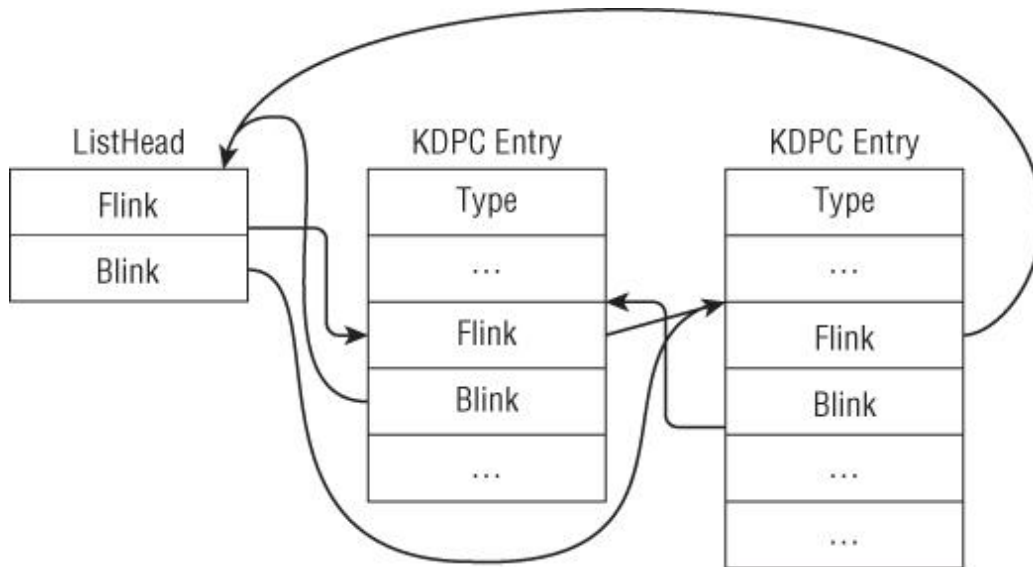 ListHead
Flink
Blink
KDPC Entry
Type
...
Flink
Blink
...
KDPC Entry
Type
...
Flink
Blink
...
...